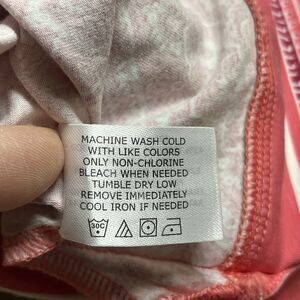 MACHINE WASH COLD
WITH LIKE COLORS
ONLY NON-CHLORINE
BLEACH WHEN NEEDED
TUMBLE DRY LOW
REMOVE IMMEDIATELY
COOL IRON IF NEEDED
30C